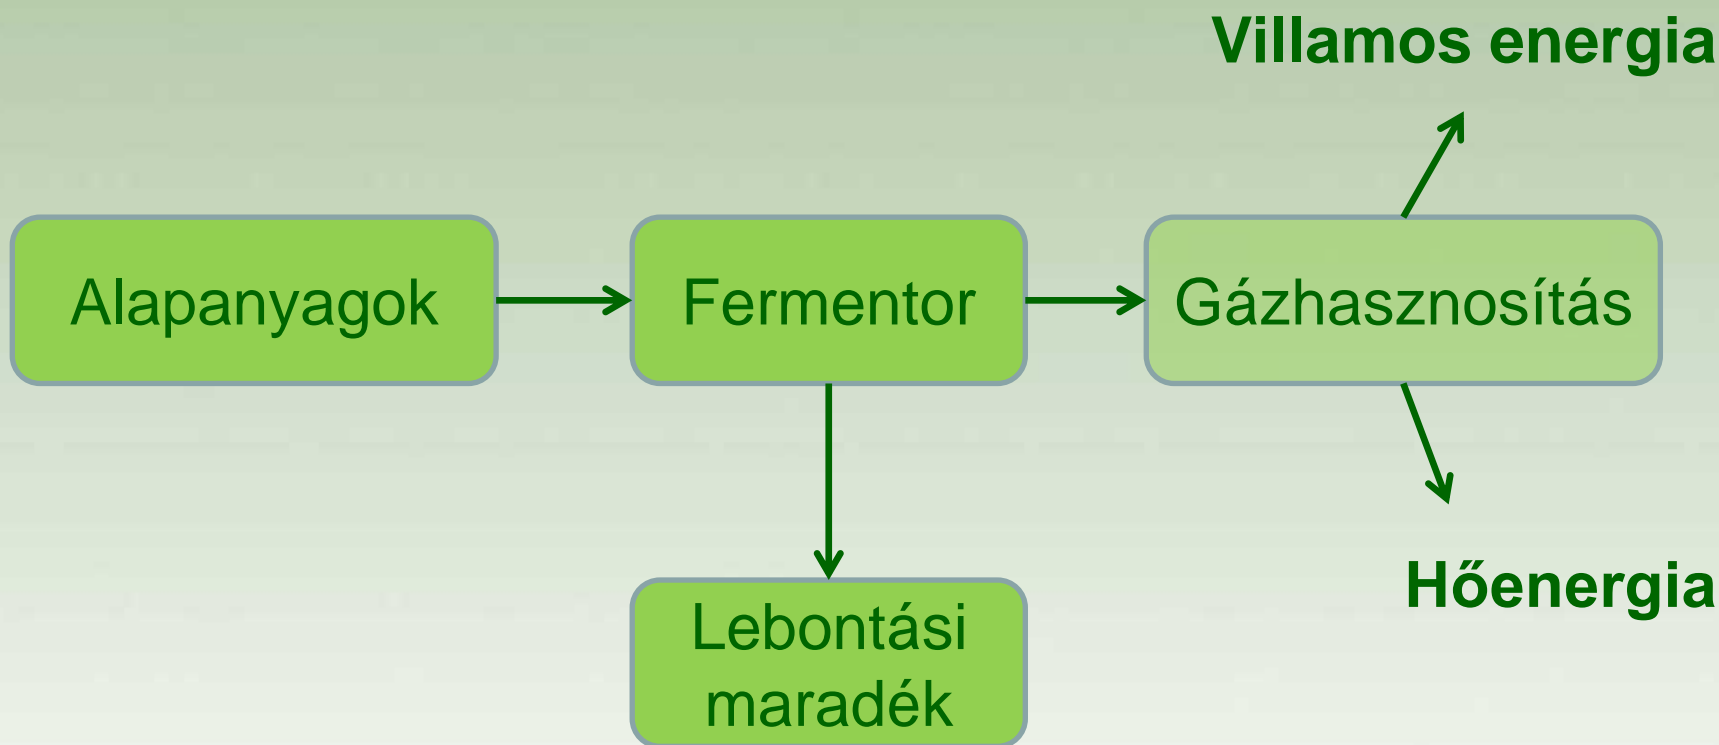 Villamos energia
Alapanyagok
Fermentor
Gázhasznosítás
Hőenergia
Lebontási
maradék